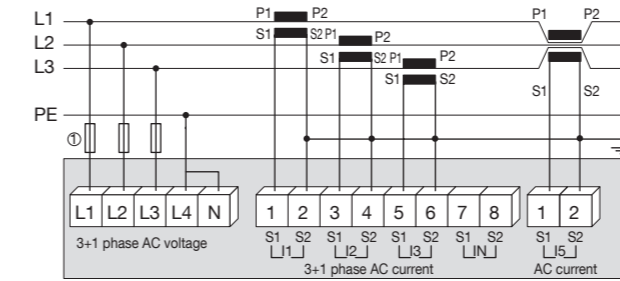 L1 P1 P2 P1 P2
S1 S2 P1 P2
L2
S1 S2 P1 P2
L3
S1 S2
S1 S2
PE
①
L1 L2 L3 L4 N 1 2 3 4 5 6 7 8 1 2
S1 S2 S1 S2 S1 S2 S1 S2 S1 S2
3+1 phase AC voltage
I1 I2 I3 IN I5
3+1 phase AC current AC current